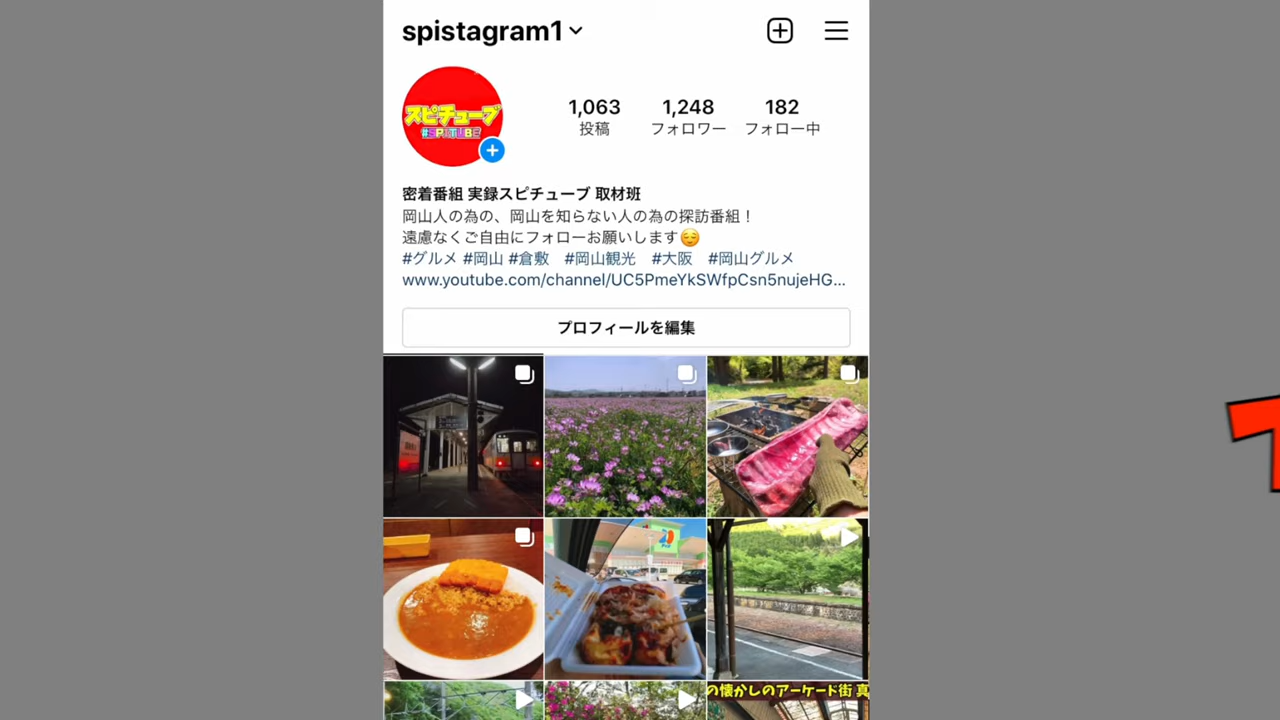 spistagram1
スピチューブ
#SPITUBE
1,063
投稿
1,248
フォロワー
182
フォロー中
密着番組 実録スピチューブ 取材班
岡山人の為の、岡山を知らない人の為の探訪番組！
遠慮なくご自由にフォローお願いします😌
#グルメ #岡山 #倉敷　#岡山観光　#大阪　#岡山グルメ
www.youtube.com/channel/UC5PmeYkSWfpCsn5nujeHG...
プロフィールを編集
の懐かしのアーケード街 真